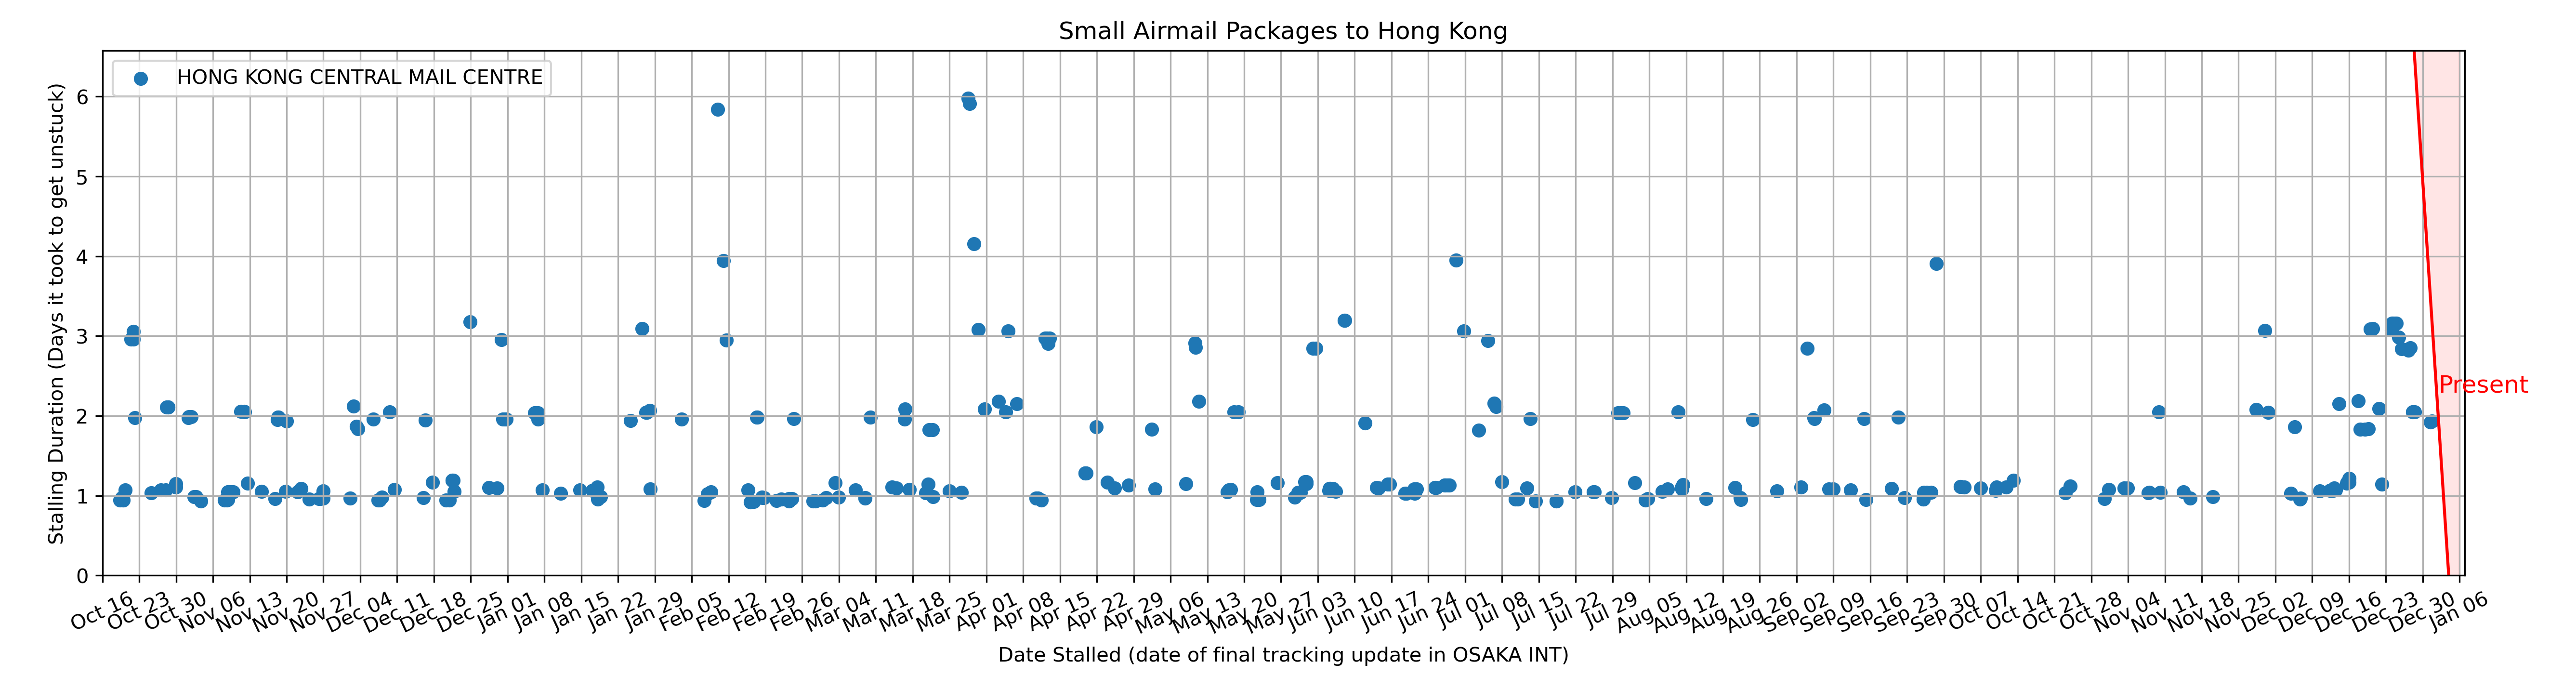 Small Airmail Packages to Hong Kong
HONG KONG CENTRAL MAIL CENTRE
Stalling Duration (Days it took to get unstuck)
6
5
4
3
2
1
0
Present
Oct 16
Oct 23
Oct 30
Nov 06
Nov 13
Nov 20
Nov 27
Dec 04
Dec 11
Dec 18
Dec 25
Jan 01
Jan 08
Jan 15
Jan 22
Jan 29
Feb 05
Feb 12
Feb 19
Feb 26
Mar 04
Mar 11
Mar 18
Mar 25
Apr 01
Apr 08
Apr 15
Apr 22
Apr 29
May 06
May 13
May 20
May 27
Jun 03
Jun 10
Jun 17
Jun 24
Jul 01
Jul 08
Jul 15
Jul 22
Jul 29
Aug 05
Aug 12
Aug 19
Aug 26
Sep 02
Sep 09
Sep 16
Sep 23
Sep 30
Oct 07
Oct 14
Oct 21
Oct 28
Nov 04
Nov 11
Nov 18
Nov 25
Dec 02
Dec 09
Dec 16
Dec 23
Dec 30
Jan 06
Date Stalled (date of final tracking update in OSAKA INT)